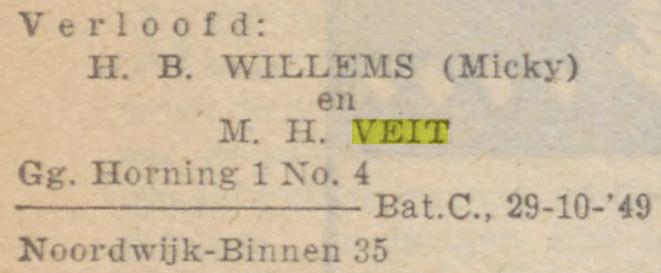 Verloofd:
H. B. WILLEMS (Micky)
en
M. H. VEIT
Gg. Horning 1 No. 4
Bat.C., 29-10-'49
Noordwijk-Binnen 35